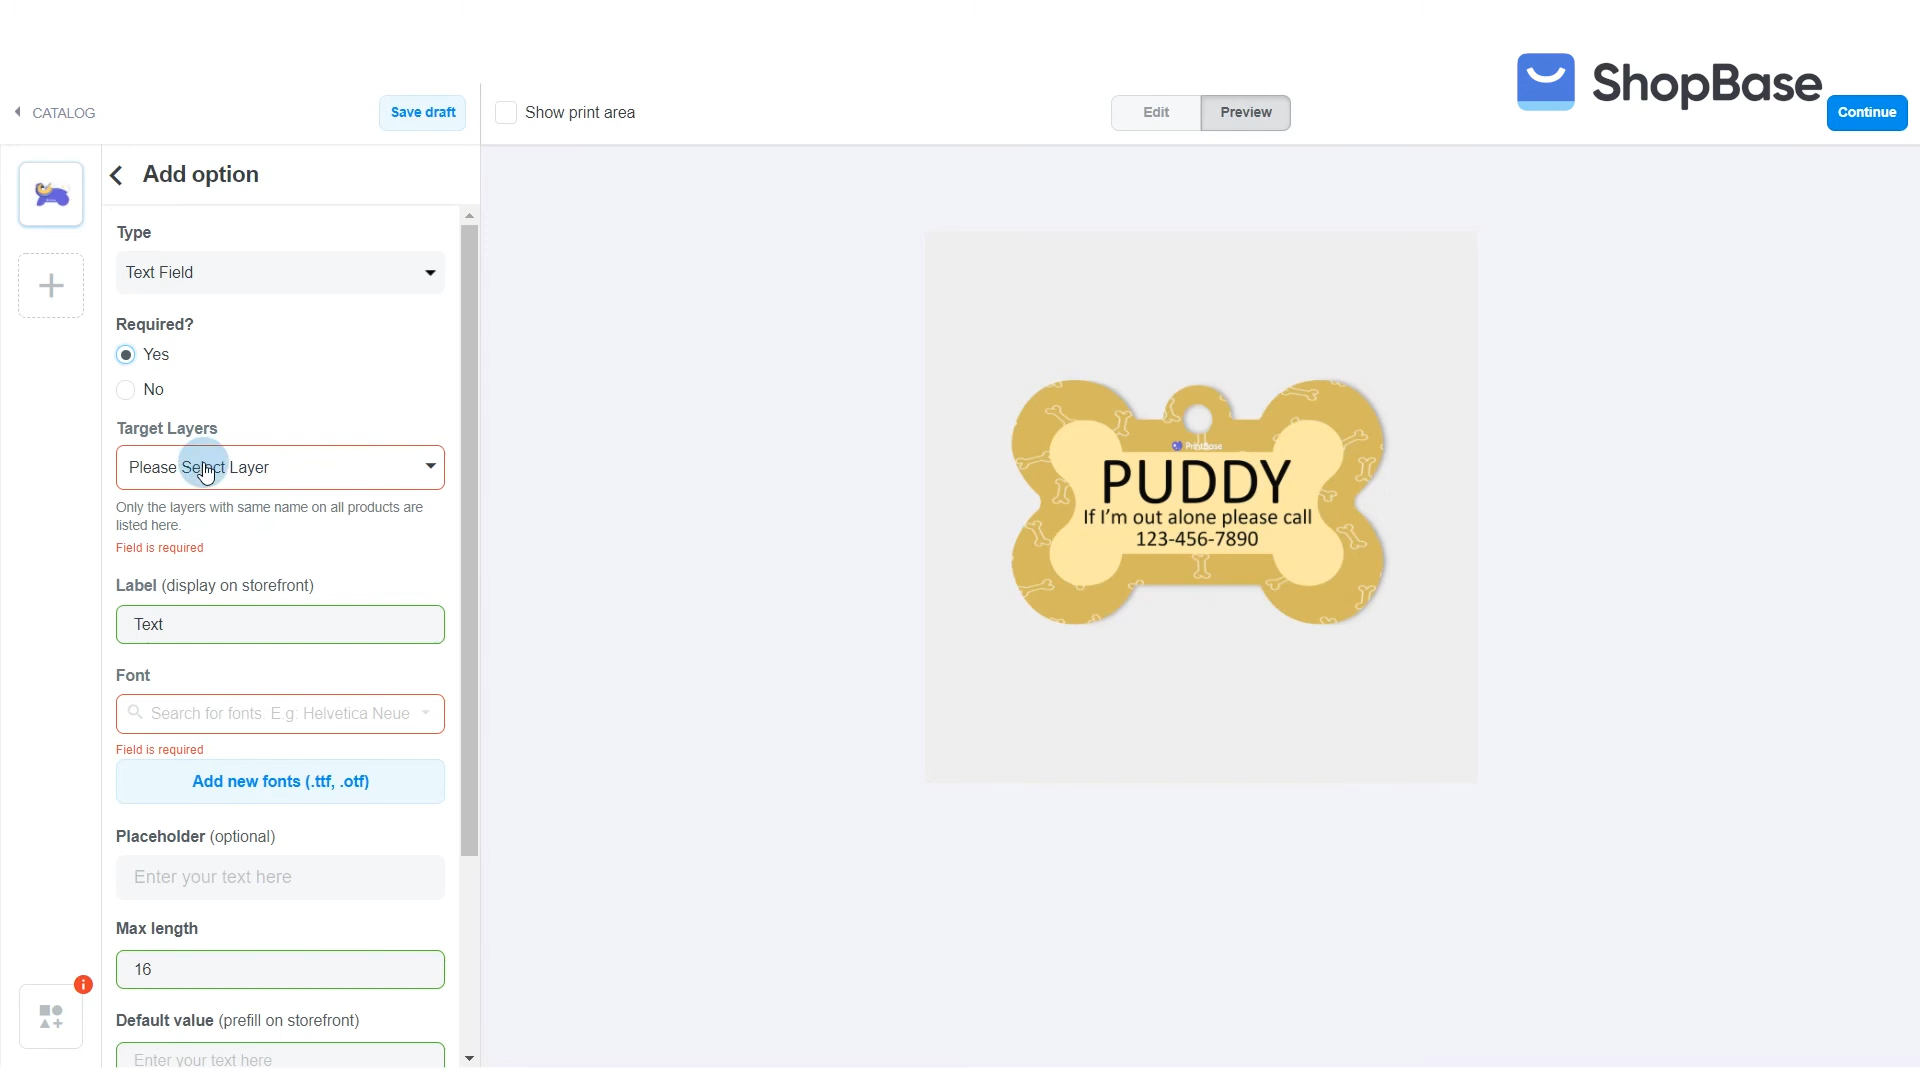 ShopBase
CATALOG
Save draft
Show print area
Edit
Preview
Continue
Add option
Type
Text Field
Required?
Yes
No
Target Layers
Please Select Layer
Only the layers with same name on all products are
listed here.
Field is required
Label (display on storefront)
Text
Font
Search for fonts. E.g: Helvetica Neue
Field is required
Add new fonts (.ttf, .otf)
Placeholder (optional)
Enter your text here
Max length
16
Default value (prefill on storefront)
Enter your text here
PrintBase
PUDDY
If I'm out alone please call
123-456-7890